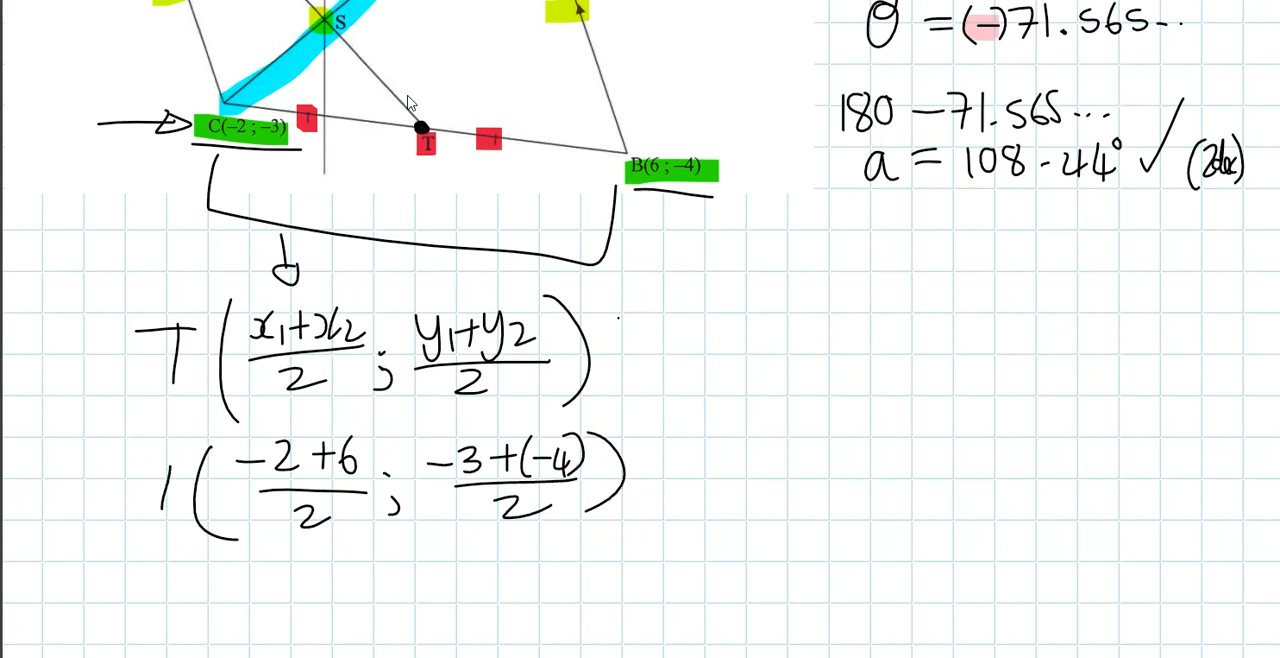 S
C(–2 ; –3)
T
B(6 ; –4)
θ = (–)71.565...
180 – 71.565...
a = 108.44° ✓ (2dec)
T ( x₁+x₂ / 2 ; y₁+y₂ / 2 )
( –2+6 / 2 ; –3+(–4) / 2 )